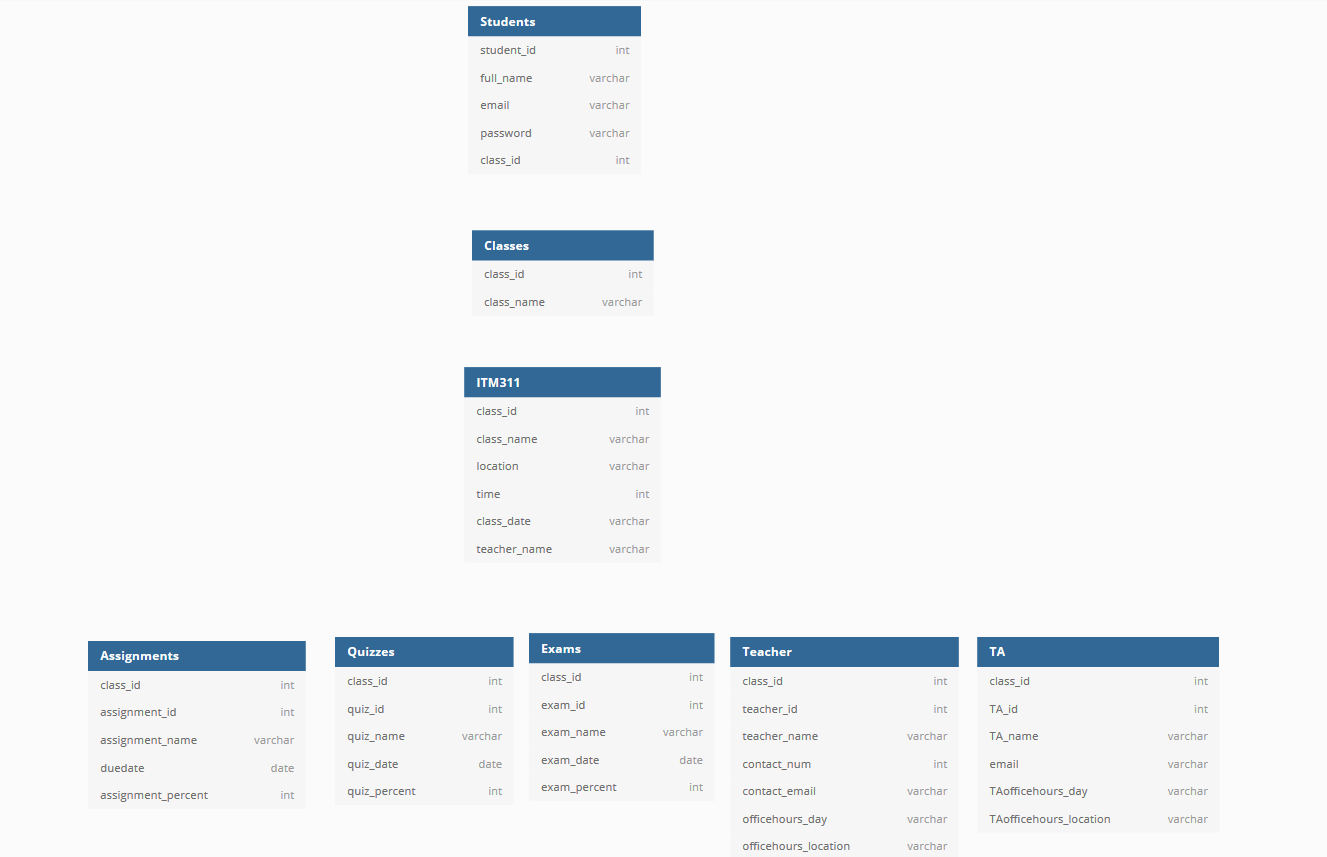 Students
student_id int
full_name varchar
email varchar
password varchar
class_id int
Classes
class_id int
class_name varchar
ITM311
class_id int
class_name varchar
location varchar
time int
class_date varchar
teacher_name varchar
Assignments
class_id int
assignment_id int
assignment_name varchar
duedate date
assignment_percent int
Quizzes
class_id int
quiz_id int
quiz_name varchar
quiz_date date
quiz_percent int
Exams
class_id int
exam_id int
exam_name varchar
exam_date date
exam_percent int
Teacher
class_id int
teacher_id int
teacher_name varchar
contact_num int
contact_email varchar
officehours_day varchar
officehours_location varchar
TA
class_id int
TA_id int
TA_name varchar
email varchar
TAofficehours_day varchar
TAofficehours_location varchar